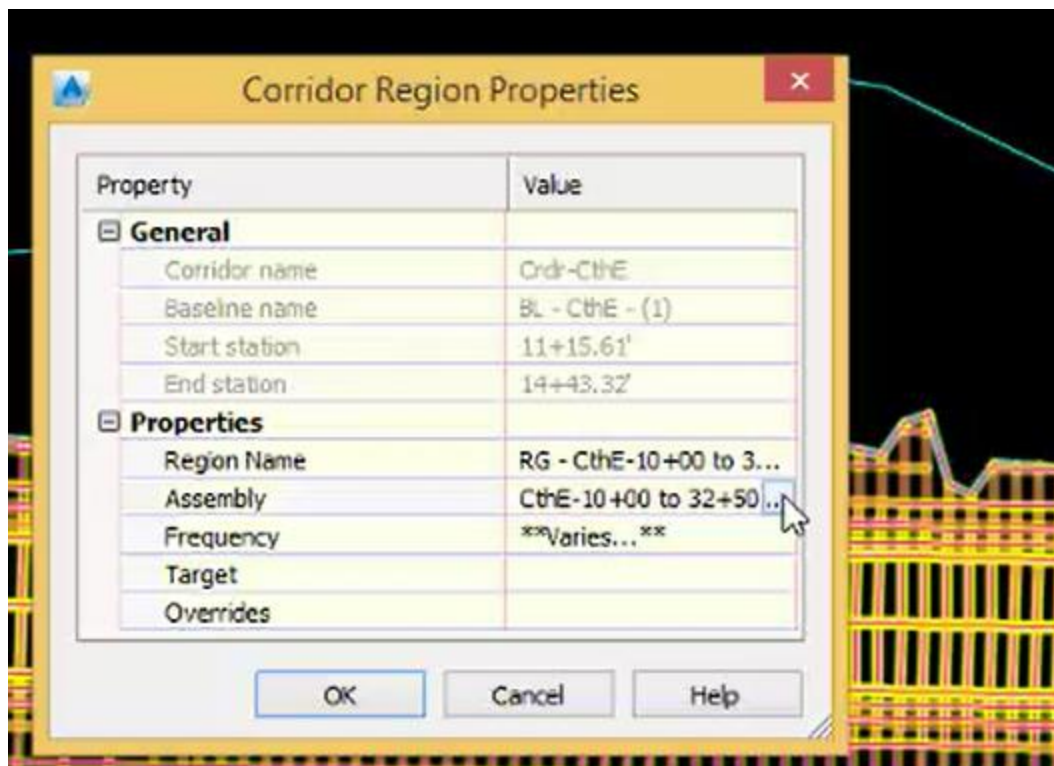 Corridor Region Properties
Property Value
General
Corridor name Crdr-CthE
Baseline name BL - CthE - (1)
Start station 11+15.61'
End station 14+43.32'
Properties
Region Name RG - CthE-10+00 to 3...
Assembly CthE-10+00 to 32+50 ...
Frequency **Varies...**
Target
Overrides
OK Cancel Help